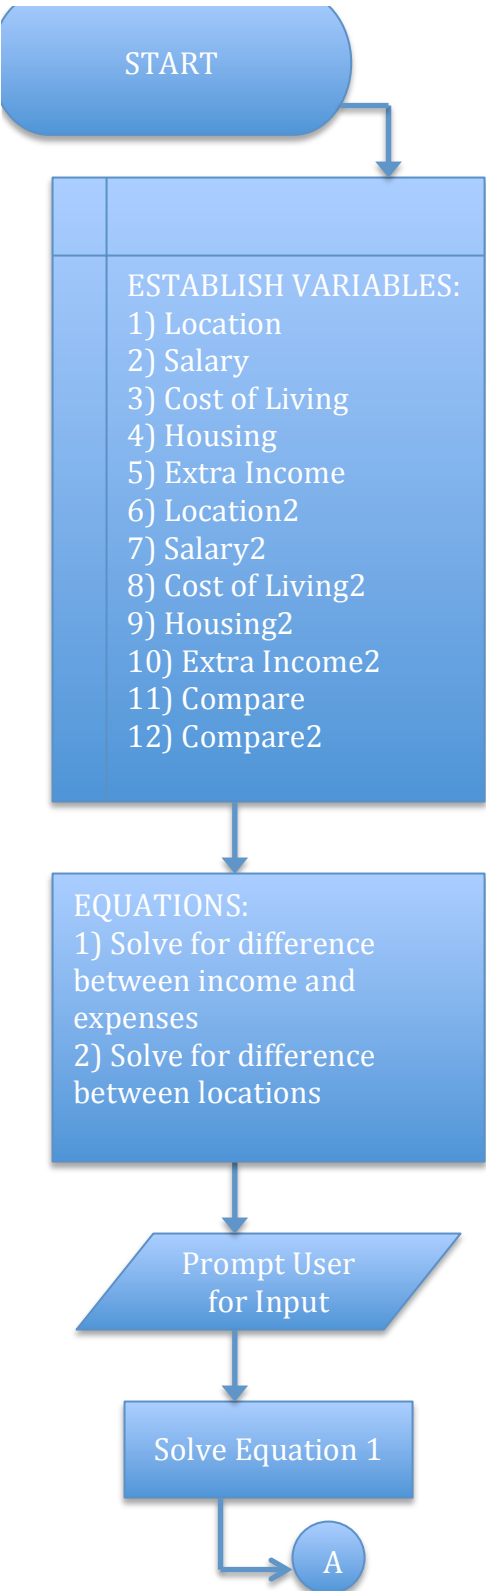 START
ESTABLISH VARIABLES:
1) Location
2) Salary
3) Cost of Living
4) Housing
5) Extra Income
6) Location2
7) Salary2
8) Cost of Living2
9) Housing2
10) Extra Income2
11) Compare
12) Compare2
EQUATIONS:
1) Solve for difference
between income and
expenses
2) Solve for difference
between locations
Prompt User
for Input
Solve Equation 1
A